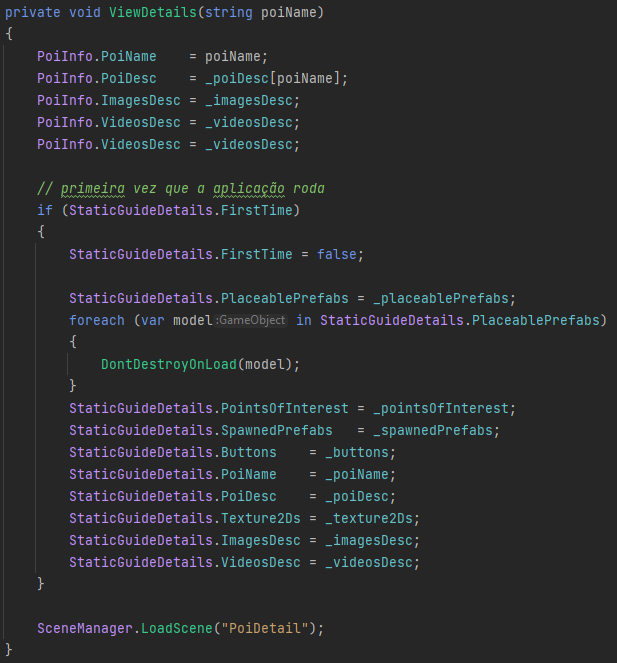 private void ViewDetails(string poiName)
{
    PoiInfo.PoiName    = poiName;
    PoiInfo.PoiDesc    = _poiDesc[poiName];
    PoiInfo.ImagesDesc = _imagesDesc;
    PoiInfo.VideosDesc = _videosDesc;
    PoiInfo.VideosDesc = _videosDesc;

    // primeira vez que a aplicação roda
    if (StaticGuideDetails.FirstTime)
    {
        StaticGuideDetails.FirstTime = false;

        StaticGuideDetails.PlaceablePrefabs = _placeablePrefabs;
        foreach (var model:GameObject in StaticGuideDetails.PlaceablePrefabs)
        {
            DontDestroyOnLoad(model);
        }
        StaticGuideDetails.PointsOfInterest = _pointsOfInterest;
        StaticGuideDetails.SpawnedPrefabs   = _spawnedPrefabs;
        StaticGuideDetails.Buttons    = _buttons;
        StaticGuideDetails.PoiName    = _poiName;
        StaticGuideDetails.PoiDesc    = _poiDesc;
        StaticGuideDetails.Texture2Ds = _texture2Ds;
        StaticGuideDetails.ImagesDesc = _imagesDesc;
        StaticGuideDetails.VideosDesc = _videosDesc;
    }

    SceneManager.LoadScene("PoiDetail");
}